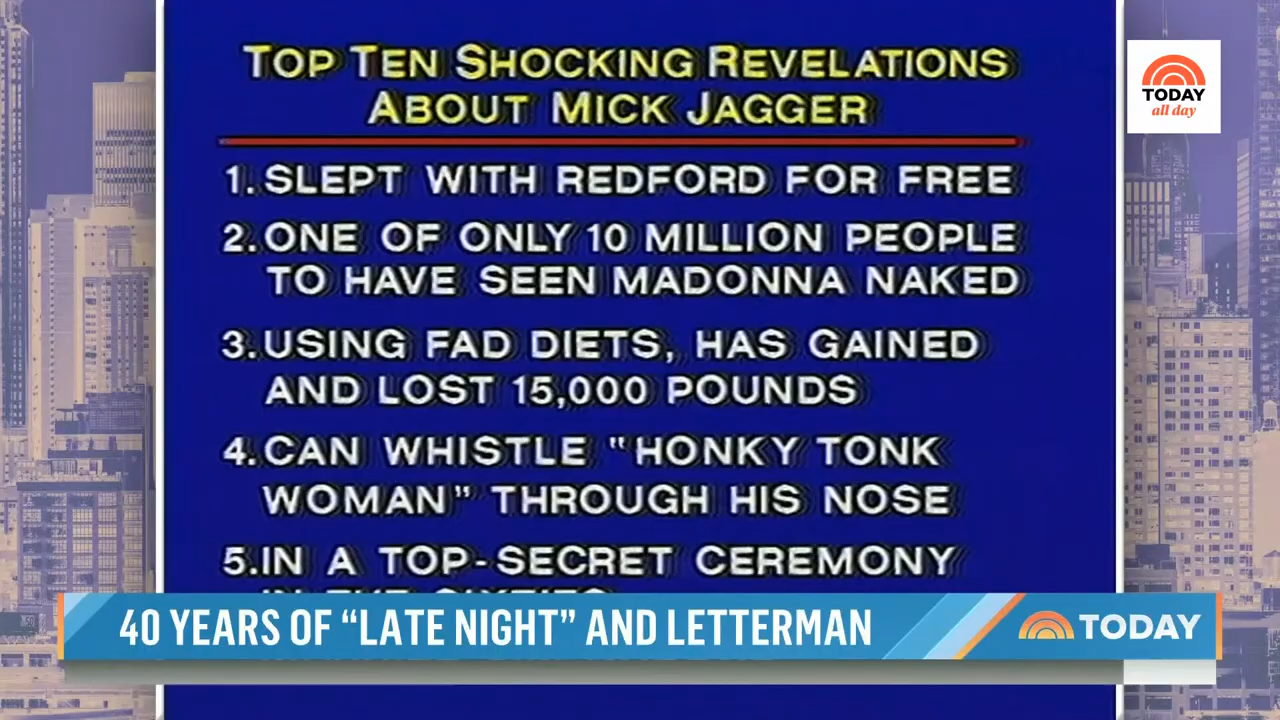 TOP TEN SHOCKING REVELATIONS
ABOUT MICK JAGGER
1. SLEPT WITH REDFORD FOR FREE
2. ONE OF ONLY 10 MILLION PEOPLE
TO HAVE SEEN MADONNA NAKED
3. USING FAD DIETS, HAS GAINED
AND LOST 15,000 POUNDS
4. CAN WHISTLE "HONKY TONK
WOMAN" THROUGH HIS NOSE
5. IN A TOP-SECRET CEREMONY
40 YEARS OF “LATE NIGHT” AND LETTERMAN
TODAY
TODAY
all day